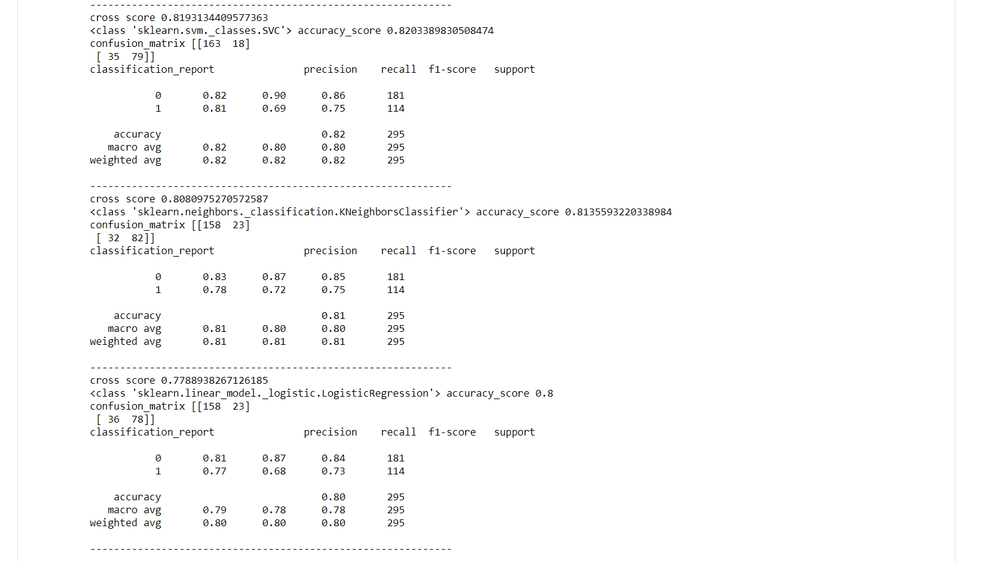 ------------------------------------------------------------
cross score 0.8193134409577363
<class 'sklearn.svm._classes.SVC'> accuracy_score 0.8203389830508474
confusion_matrix [[163  18]
 [ 35  79]]
classification_report               precision    recall  f1-score   support
0       0.82      0.90      0.86       181
1       0.81      0.69      0.75       114
accuracy                           0.82       295
macro avg       0.82      0.80      0.80       295
weighted avg       0.82      0.82      0.82       295
------------------------------------------------------------
cross score 0.8080975270572587
<class 'sklearn.neighbors._classification.KNeighborsClassifier'> accuracy_score 0.8135593220338984
confusion_matrix [[158  23]
 [ 32  82]]
classification_report               precision    recall  f1-score   support
0       0.83      0.87      0.85       181
1       0.78      0.72      0.75       114
accuracy                           0.81       295
macro avg       0.81      0.80      0.80       295
weighted avg       0.81      0.81      0.81       295
------------------------------------------------------------
cross score 0.7788938267126185
<class 'sklearn.linear_model._logistic.LogisticRegression'> accuracy_score 0.8
confusion_matrix [[158  23]
 [ 36  78]]
classification_report               precision    recall  f1-score   support
0       0.81      0.87      0.84       181
1       0.77      0.68      0.73       114
accuracy                           0.80       295
macro avg       0.79      0.78      0.78       295
weighted avg       0.80      0.80      0.80       295
------------------------------------------------------------